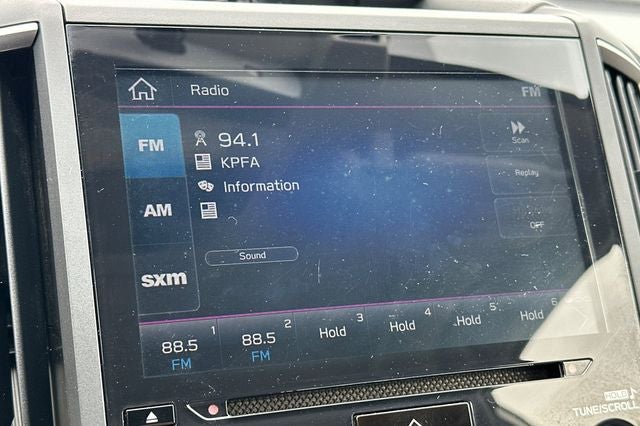 Radio
FM
FM
AM
sxm
94.1
KPFA
Information
Sound
Scan
Replay
OFF
1
88.5
FM
2
88.5
FM
Hold 3
Hold 4
Hold 5
Hold 6
HOLD
TUNE/SCROLL